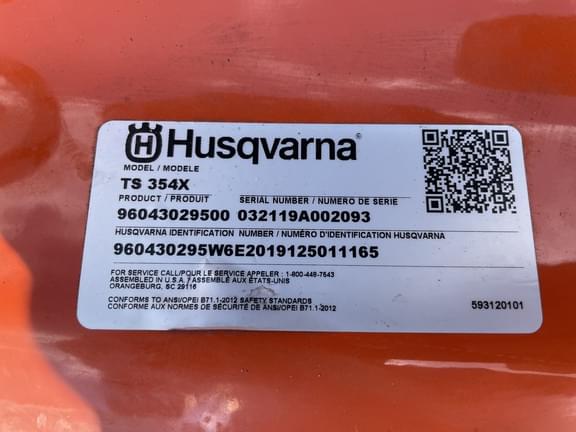 Husqvarna
MODEL / MODELE
TS 354X
PRODUCT / PRODUIT SERIAL NUMBER / NUMERO DE SERIE
96043029500 032119A002093
HUSQVARNA IDENTIFICATION NUMBER / NUMÉRO D'IDENTIFICATION HUSQVARNA
960430295W6E2019125011165
FOR SERVICE CALL/POUR LE SERVICE APPELER : 1-800-448-7543
ASSEMBLED IN U.S.A. / ASSEMBLÉ AUX ÉTATS-UNIS
ORANGEBURG, SC 29116
CONFORMS TO ANSI/OPEI B71.1-2012 SAFETY STANDARDS
CONFORME AUX NORMES DE SÉCURITÉ DE ANSI/OPEI B71.1-2012
593120101